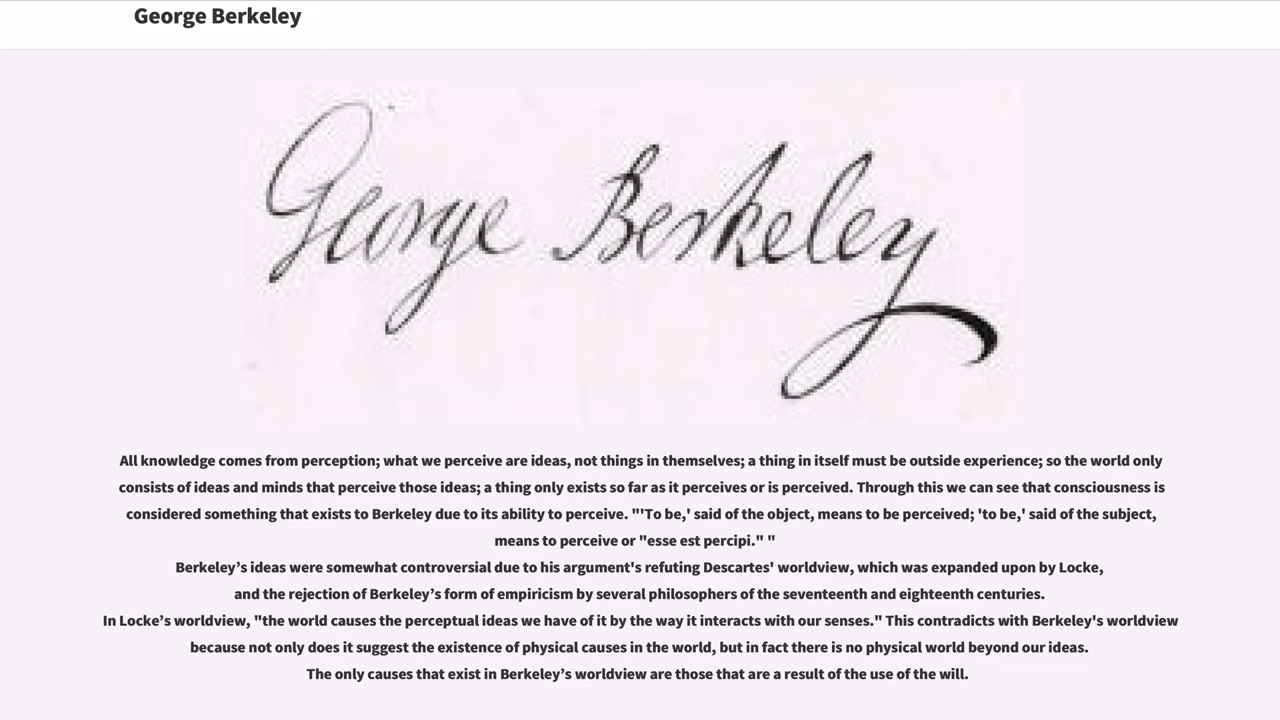 George Berkeley
George Berkeley
All knowledge comes from perception; what we perceive are ideas, not things in themselves; a thing in itself must be outside experience; so the world only
consists of ideas and minds that perceive those ideas; a thing only exists so far as it perceives or is perceived. Through this we can see that consciousness is
considered something that exists to Berkeley due to its ability to perceive. "'To be,' said of the object, means to be perceived; 'to be,' said of the subject,
means to perceive or "esse est percipi." "
Berkeley’s ideas were somewhat controversial due to his argument's refuting Descartes' worldview, which was expanded upon by Locke,
and the rejection of Berkeley’s form of empiricism by several philosophers of the seventeenth and eighteenth centuries.
In Locke’s worldview, "the world causes the perceptual ideas we have of it by the way it interacts with our senses." This contradicts with Berkeley's worldview
because not only does it suggest the existence of physical causes in the world, but in fact there is no physical world beyond our ideas.
The only causes that exist in Berkeley’s worldview are those that are a result of the use of the will.